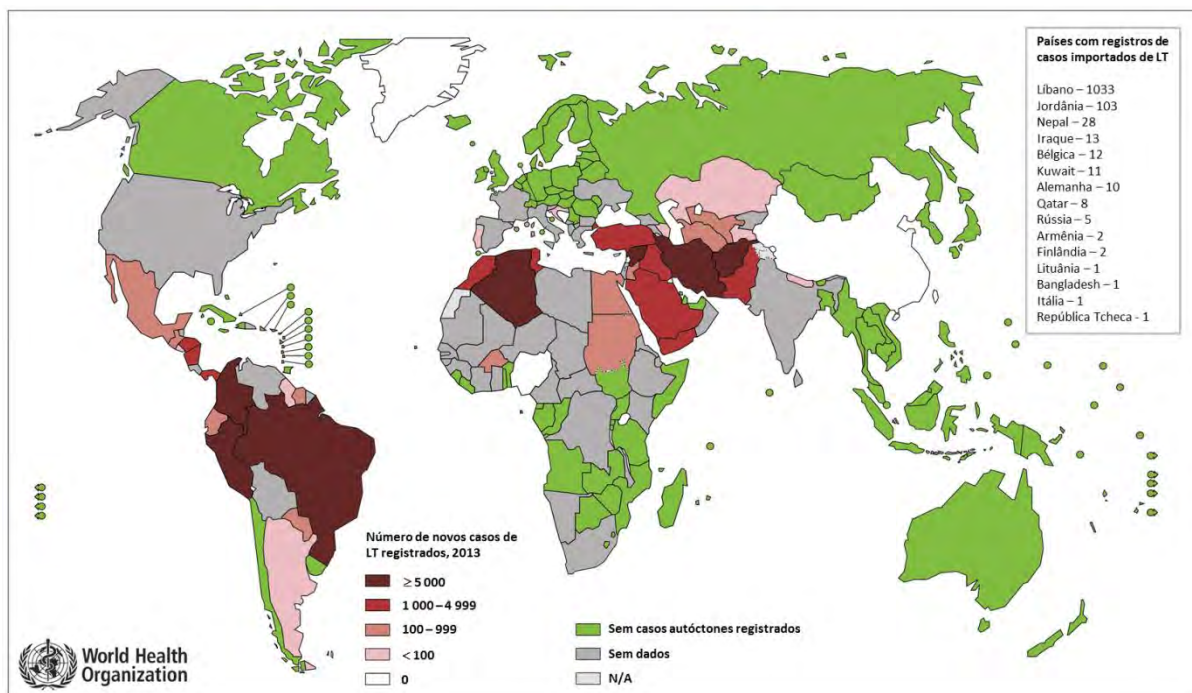 Países com registros de
casos importados de LT
Líbano – 1033
Jordânia – 103
Nepal – 28
Iraque – 13
Bélgica – 12
Kuwait – 11
Alemanha – 10
Qatar – 8
Rússia – 5
Armênia – 2
Finlândia – 2
Lituânia – 1
Bangladesh – 1
Itália – 1
República Tcheca - 1
Número de novos casos de
LT registrados, 2013
≥ 5 000
1 000 – 4 999
100 – 999
< 100
0
Sem casos autóctones registrados
Sem dados
N/A
World Health
Organization